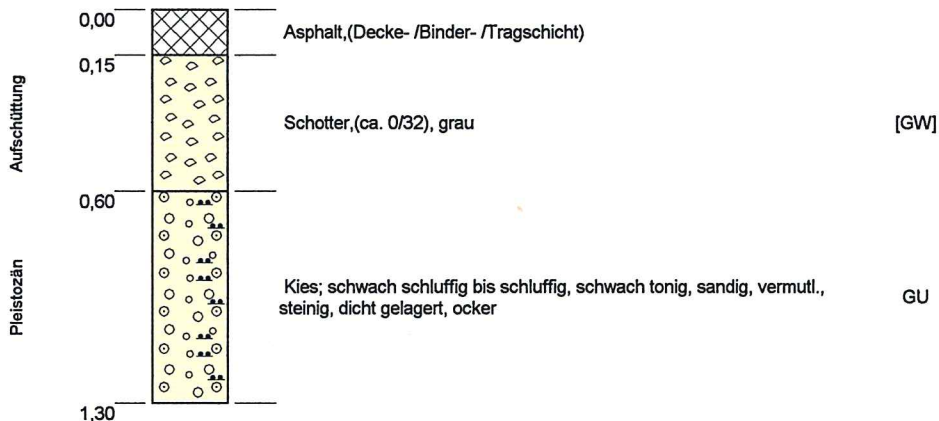 0,00
Asphalt,(Decke- /Binder- /Tragschicht)
0,15
Aufschüttung
Schotter,(ca. 0/32), grau
[GW]
0,60
Pleistozän
Kies; schwach schluffig bis schluffig, schwach tonig, sandig, vermutl.,
steinig, dicht gelagert, ocker
GU
1,30